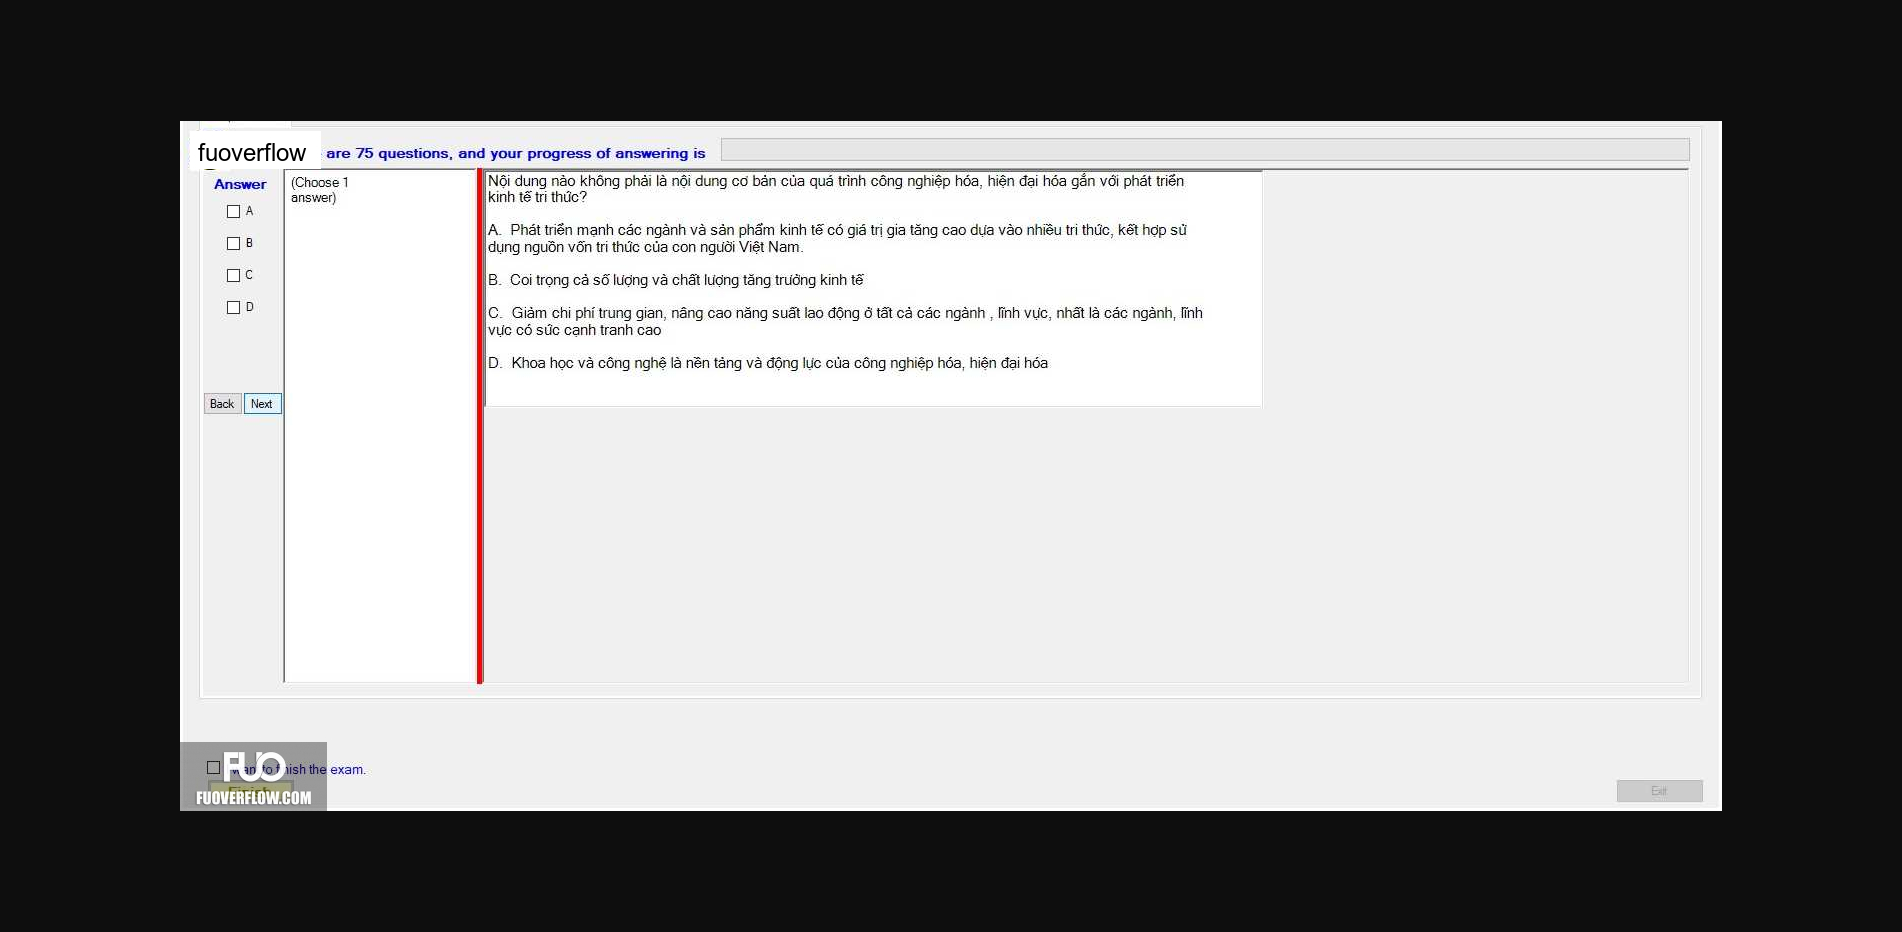 fuoverflow are 75 questions, and your progress of answering is
Answer
(Choose 1
answer)
A
B
C
D
Back Next
Nội dung nào không phải là nội dung cơ bản của quá trình công nghiệp hóa, hiện đại hóa gắn với phát triển
kinh tế tri thức?
A. Phát triển mạnh các ngành và sản phẩm kinh tế có giá trị gia tăng cao dựa vào nhiều tri thức, kết hợp sử
dụng nguồn vốn tri thức của con người Việt Nam.
B. Coi trọng cả số lượng và chất lượng tăng trưởng kinh tế
C. Giảm chi phí trung gian, nâng cao năng suất lao động ở tất cả các ngành , lĩnh vực, nhất là các ngành, lĩnh
vực có sức cạnh tranh cao
D. Khoa học và công nghệ là nền tảng và động lực của công nghiệp hóa, hiện đại hóa
FUO
the exam.
FUOVERFLOW.COM
Exit